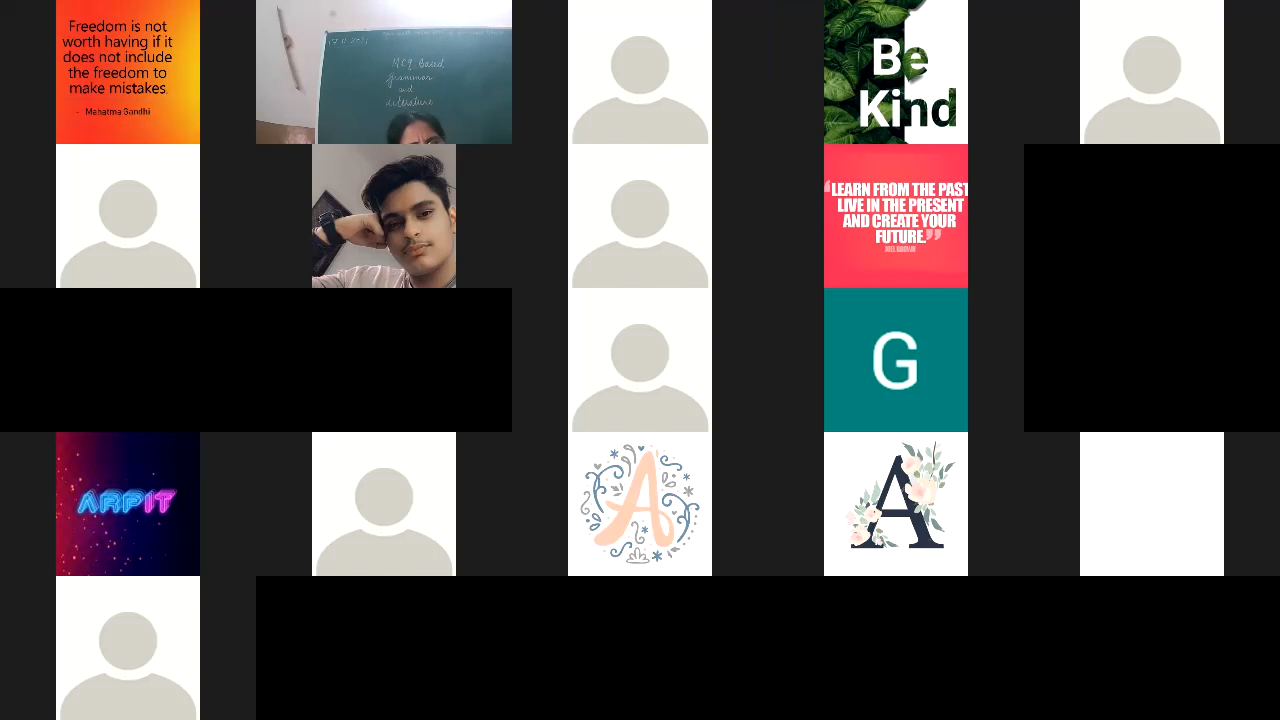 Freedom is not
worth having if it
does not include
the freedom to
make mistakes.
- Mahatma Gandhi
MCQ Based
Grammar
and
Literature
Be
Kind
“LEARN FROM THE PAST
LIVE IN THE PRESENT
AND CREATE YOUR
FUTURE.”
G
ARPIT
A
A